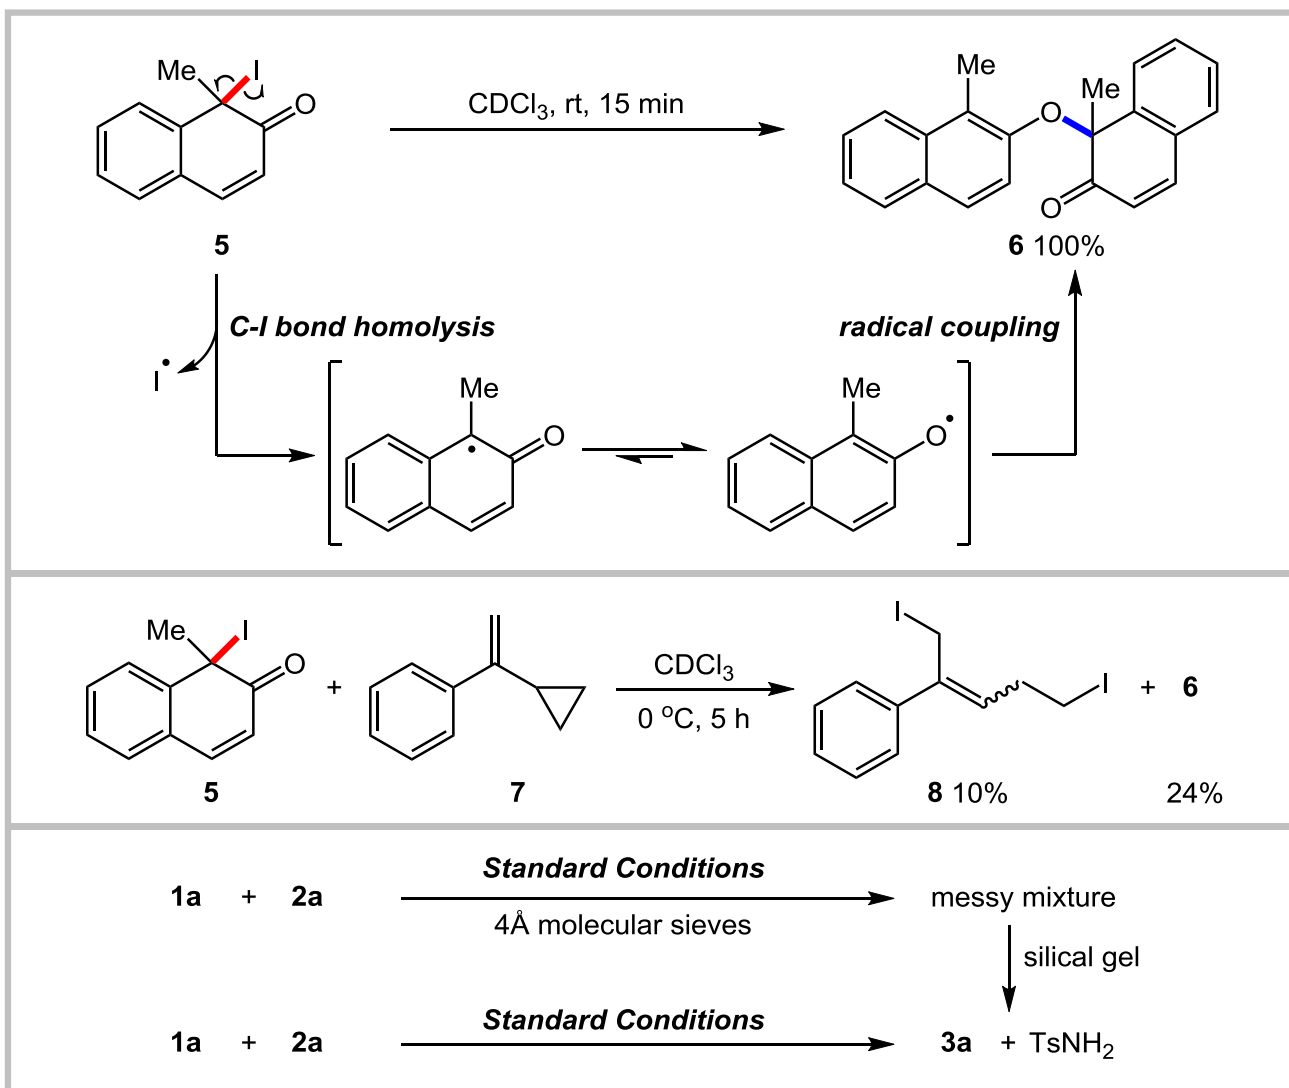 Me I
O
CDCl3, rt, 15 min
Me
O Me
O
5
6 100%
C-I bond homolysis
radical coupling
I•
Me
O
Me
O•
Me I
O
+
CDCl3
0 oC, 5 h
I
I
+ 6
5
7
8 10%
24%
Standard Conditions
1a + 2a
messy mixture
4Å molecular sieves
silical gel
Standard Conditions
1a + 2a
3a + TsNH2